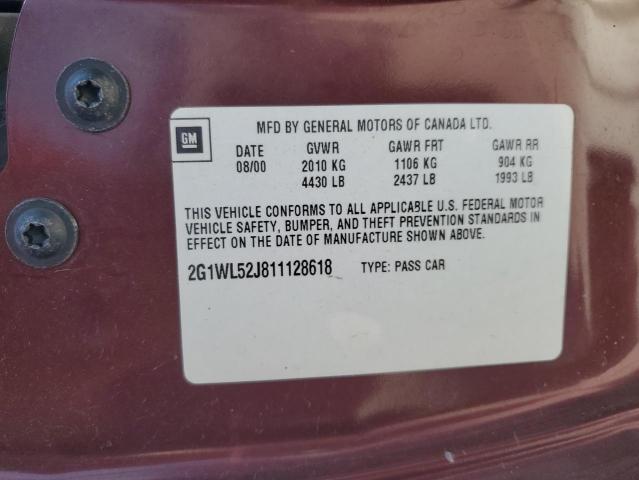 GM
MFD BY GENERAL MOTORS OF CANADA LTD.
DATE GVWR GAWR FRT GAWR RR
08/00 2010 KG 1106 KG 904 KG
4430 LB 2437 LB 1993 LB
THIS VEHICLE CONFORMS TO ALL APPLICABLE U.S. FEDERAL MOTOR
VEHICLE SAFETY, BUMPER, AND THEFT PREVENTION STANDARDS IN
EFFECT ON THE DATE OF MANUFACTURE SHOWN ABOVE.
2G1WL52J811128618 TYPE: PASS CAR